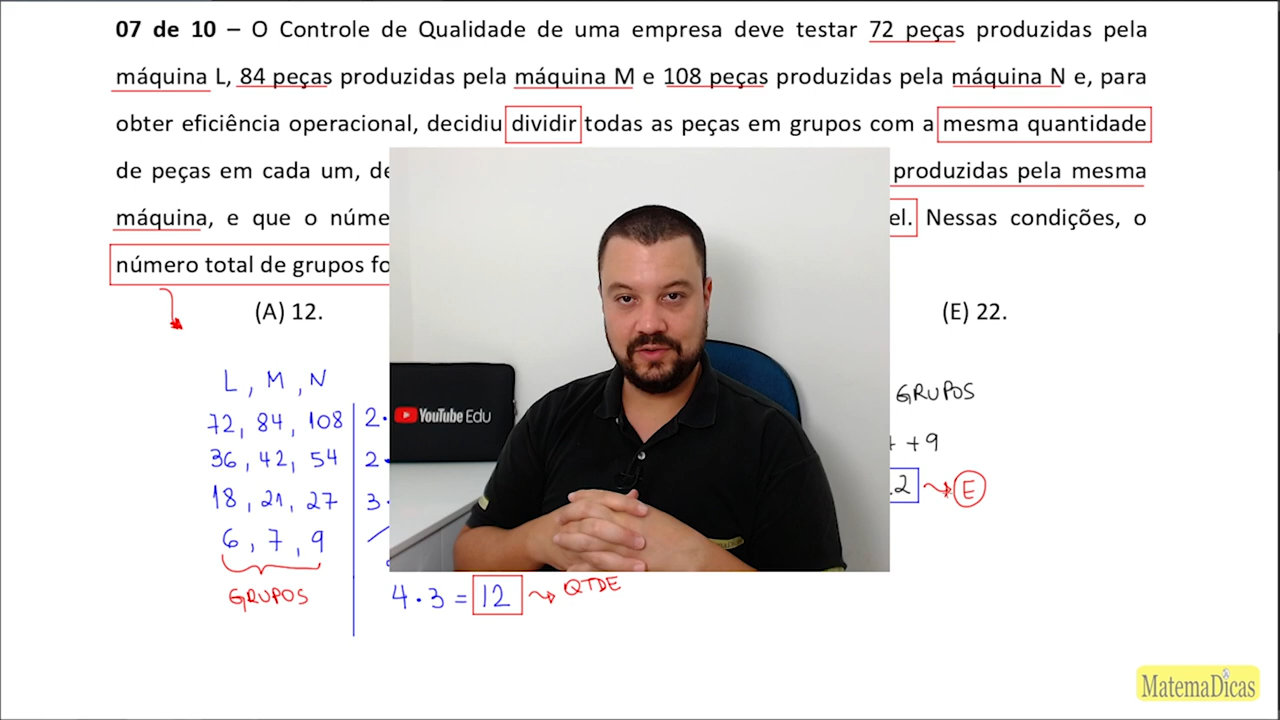 07 de 10 – O Controle de Qualidade de uma empresa deve testar 72 peças produzidas pela
máquina L, 84 peças produzidas pela máquina M e 108 peças produzidas pela máquina N e, para
obter eficiência operacional, decidiu dividir todas as peças em grupos com a mesma quantidade
de peças em cada um, produzidas pela mesma
máquina, e que o Nessas condições, o
número total de grupos
(A) 12. (E) 22.
L, M, N
72, 84, 108 2.
36, 42, 54 2
18, 21, 27 3.
6, 7, 9
GRUPOS
4 . 3 = 12 QTDE
GRUPOS
+ 9
2 E
YouTube Edu
MatemaDicas